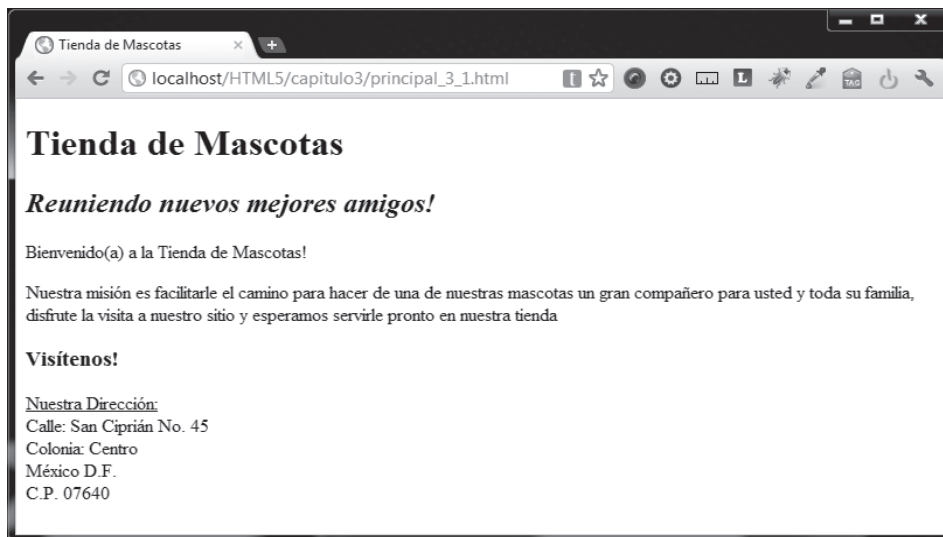 Tienda de Mascotas
localhost/HTML5/capitulo3/principal_3_1.html
t
L
TAG
Tienda de Mascotas
Reuniendo nuevos mejores amigos!
Bienvenido(a) a la Tienda de Mascotas!
Nuestra misión es facilitarle el camino para hacer de una de nuestras mascotas un gran compañero para usted y toda su familia,
disfrute la visita a nuestro sitio y esperamos servirle pronto en nuestra tienda
Visítenos!
Nuestra Dirección:
Calle: San Ciprián No. 45
Colonia: Centro
México D.F.
C.P. 07640